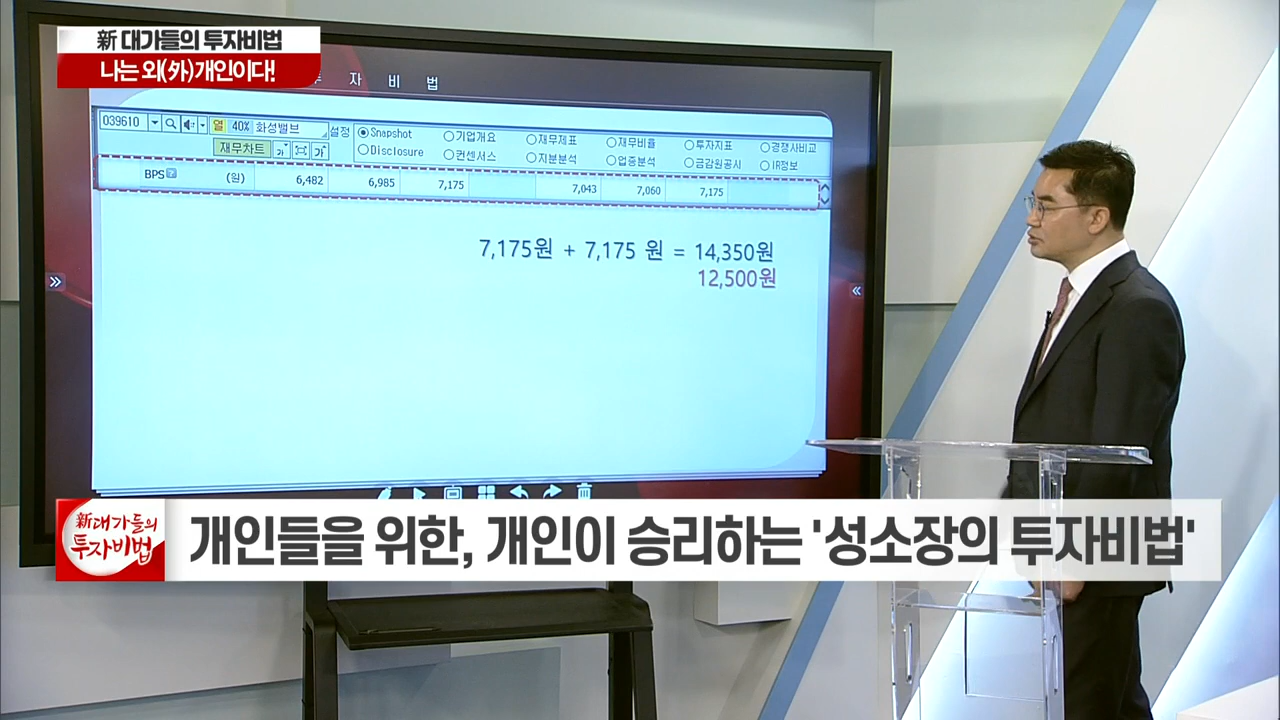 新 대가들의 투자비법
나는 외(外)개인이다!
투 자 비 법
039610 열 40% 화성밸브 설정 Snapshot 기업개요 재무제표 재무비율 투자지표 경쟁사비교
재무차트 가 가 Disclosure 컨센서스 지분분석 업종분석 금감원공시 IR정보
BPS (원) 6,482 6,985 7,175 7,043 7,060 7,175
7,175원 + 7,175 원 = 14,350원
12,500원
新대가들의
투자비법
개인들을 위한, 개인이 승리하는 '성소장의 투자비법'